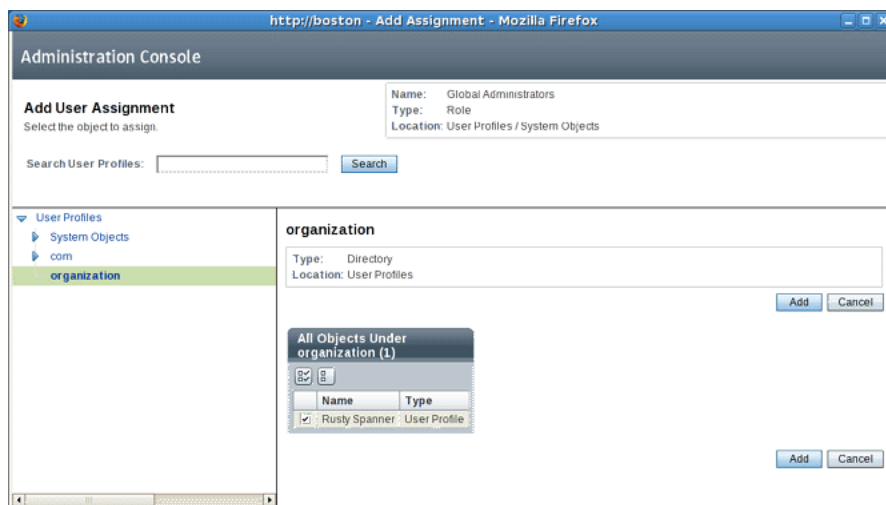 http://boston - Add Assignment - Mozilla Firefox
Administration Console
Add User Assignment
Select the object to assign.
Name: Global Administrators
Type: Role
Location: User Profiles / System Objects
Search User Profiles:
Search
User Profiles
System Objects
com
organization
organization
Type: Directory
Location: User Profiles
Add Cancel
All Objects Under
organization (1)
Name Type
Rusty Spanner User Profile
Add Cancel